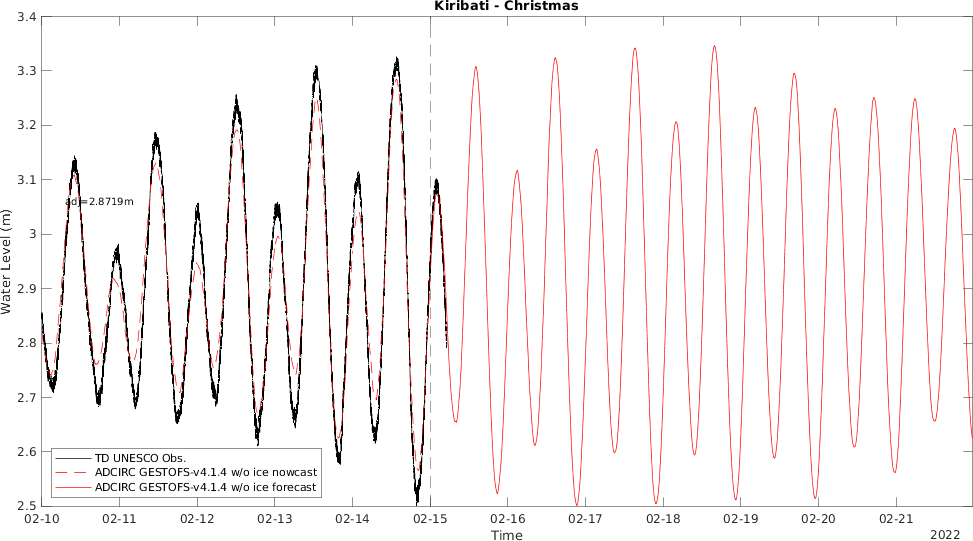 Kiribati - Christmas
3.4
3.3
3.2
3.1
3
2.9
2.8
2.7
2.6
2.5
Water Level (m)
adj=2.8719m
TD UNESCO Obs.
ADCIRC GESTOFS-v4.1.4 w/o ice nowcast
ADCIRC GESTOFS-v4.1.4 w/o ice forecast
02-10 02-11 02-12 02-13 02-14 02-15 02-16 02-17 02-18 02-19 02-20 02-21
Time
2022